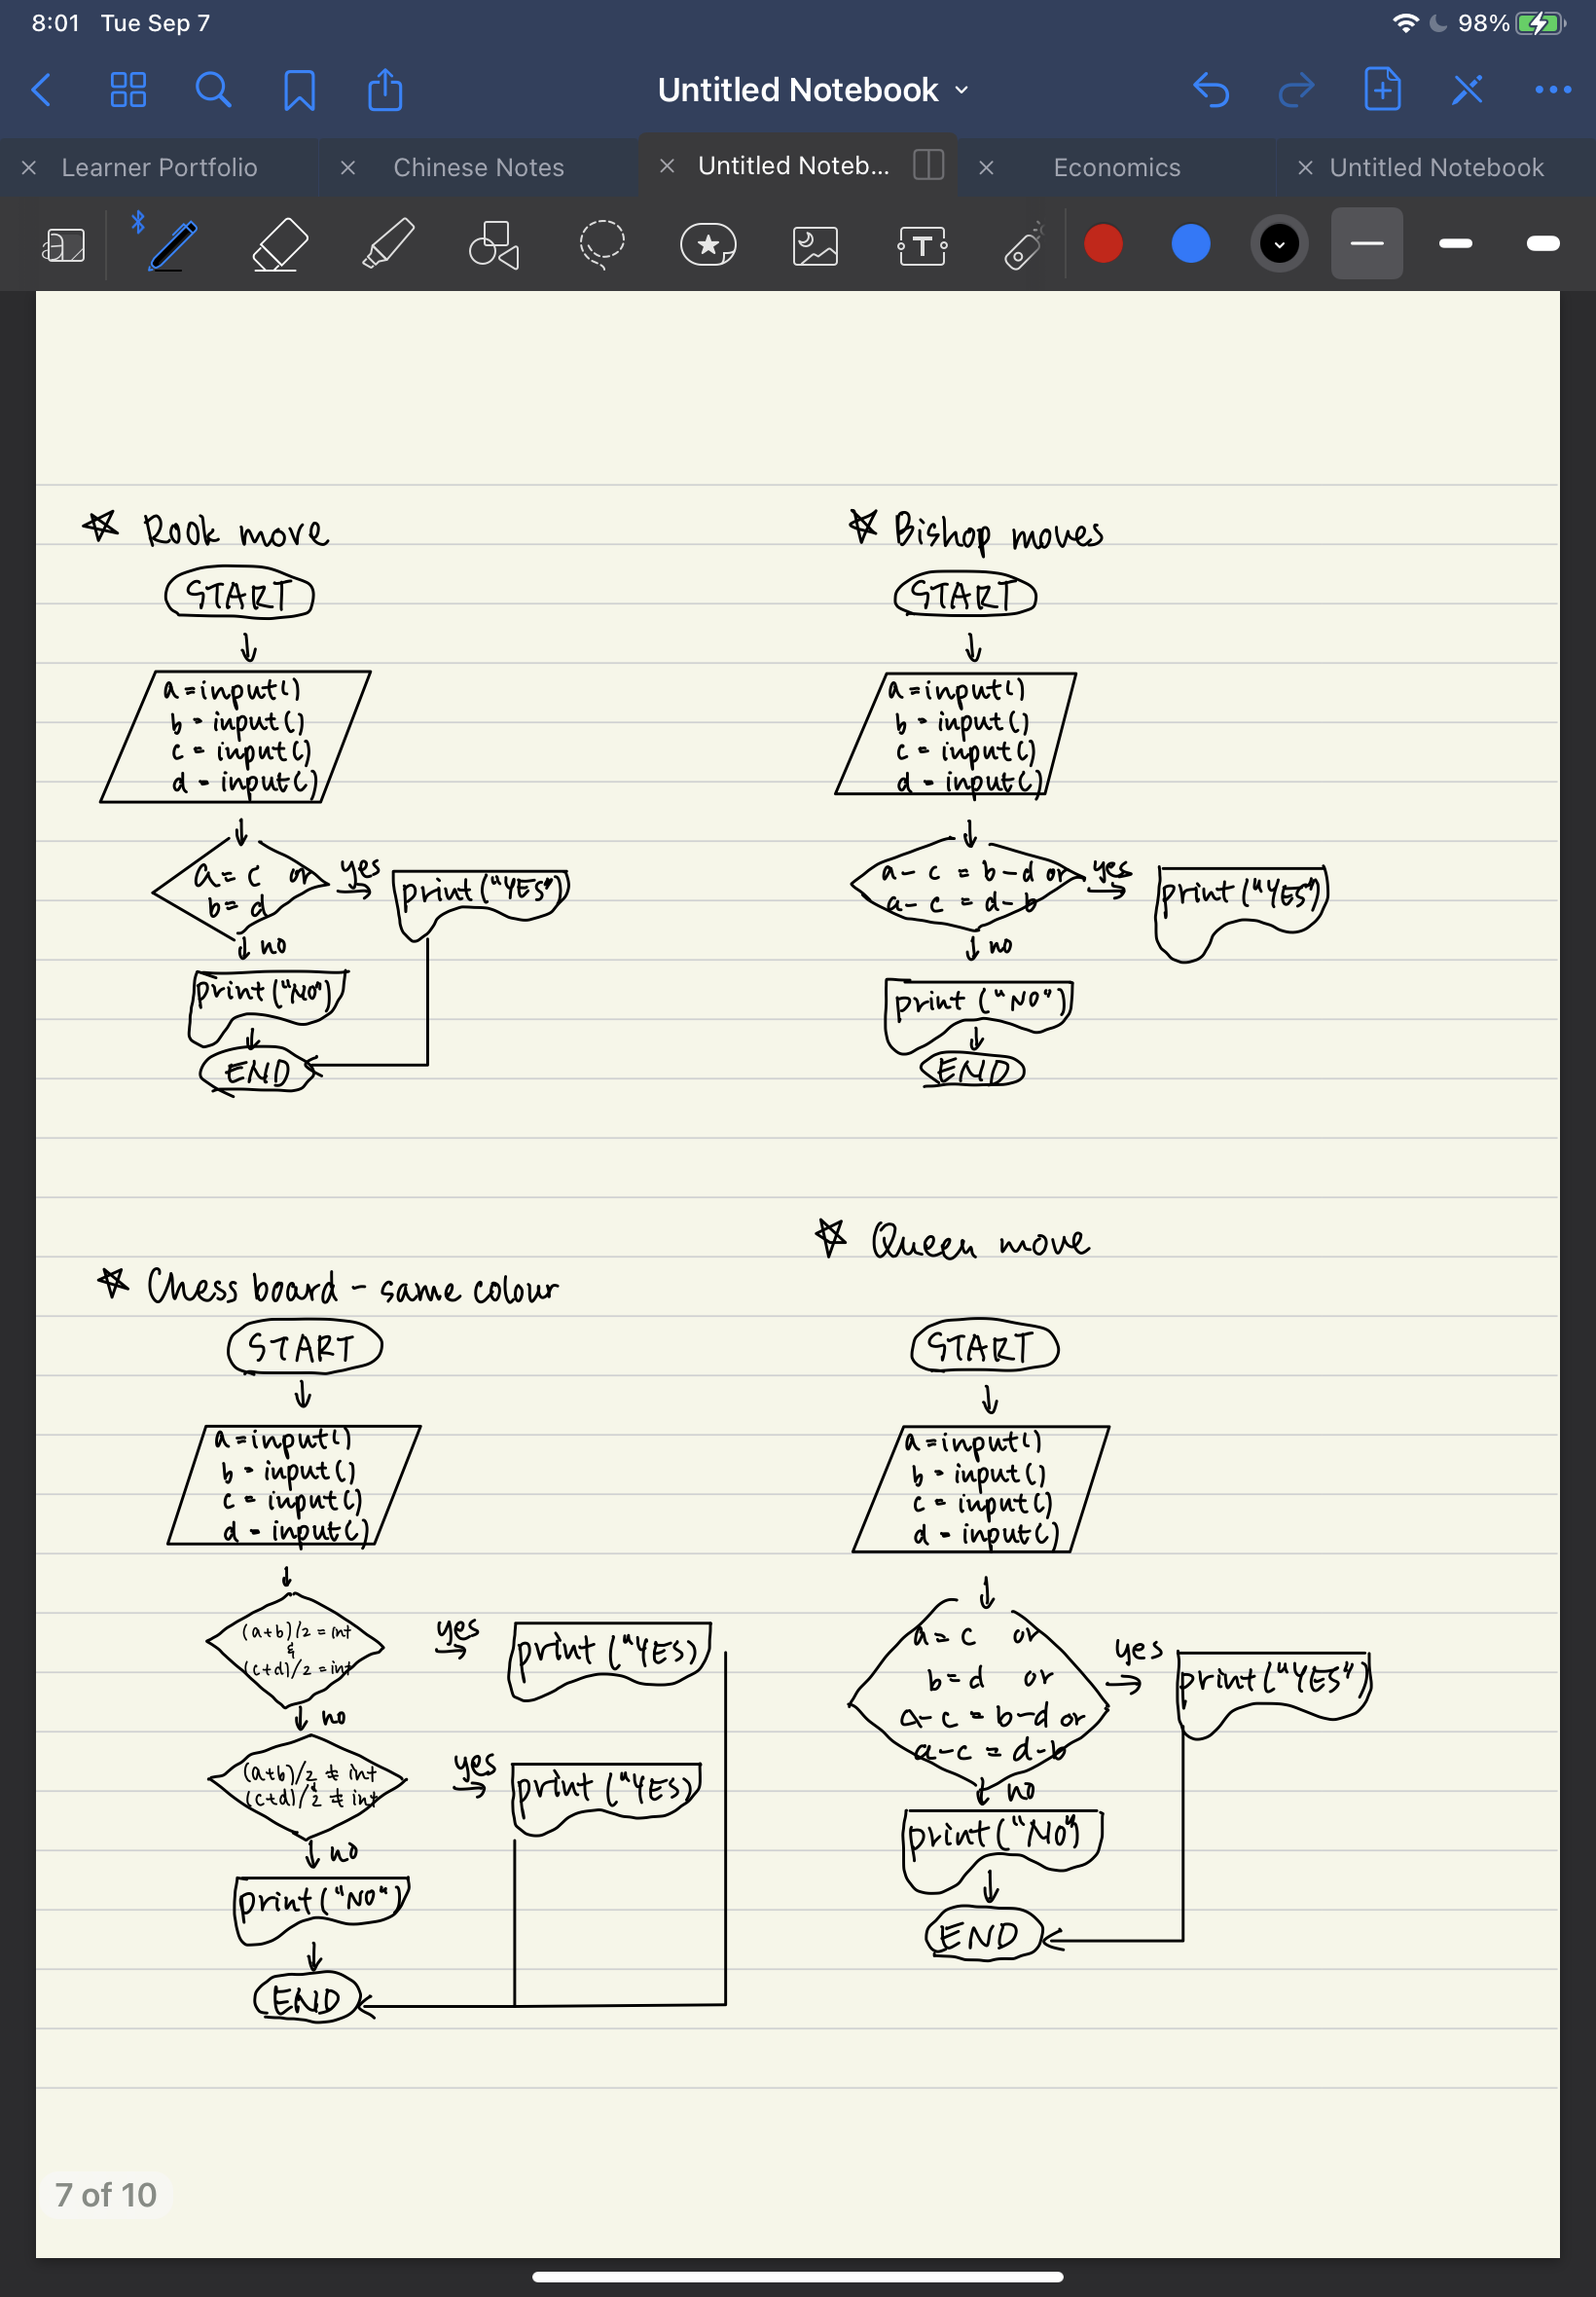 8:01 Tue Sep 7
98%
Untitled Notebook
Learner Portfolio
Chinese Notes
Untitled Noteb...
Economics
Untitled Notebook
Rook move
START
a=input()
b = input()
c = input()
d = input()
a = c or
b = d
yes
print("YES")
no
print("NO")
END
Bishop moves
START
a=input()
b = input()
c = input()
d = input()
a - c = b - d or
a - c = d - b
yes
print("YES")
no
print ("NO")
END
Chess board - same colour
START
a=input()
b = input()
c = input()
d = input()
(a+b)/2 = int
&
(c+d)/2 = int
yes
print ("YES)
no
(a+b)/2 ≠ int
&
(c+d)/2 ≠ int
yes
print ("YES)
no
print("NO")
END
Queen move
START
a=input()
b = input()
c = input()
d = input()
a = c or
b = d or
a - c = b - d or
a - c = d - b
yes
print("YES")
no
print("NO")
END
7 of 10